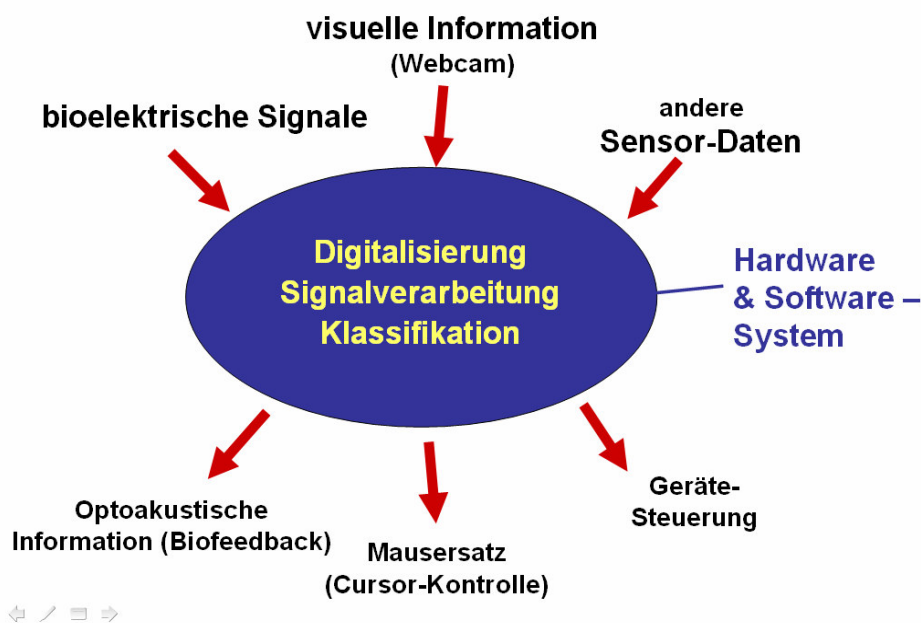 visuelle Information
(Webcam)
bioelektrische Signale
andere
Sensor-Daten
Digitalisierung
Signalverarbeitung
Klassifikation
Hardware
& Software –
System
Optoakustische
Information (Biofeedback)
Mausersatz
(Cursor-Kontrolle)
Geräte-
Steuerung